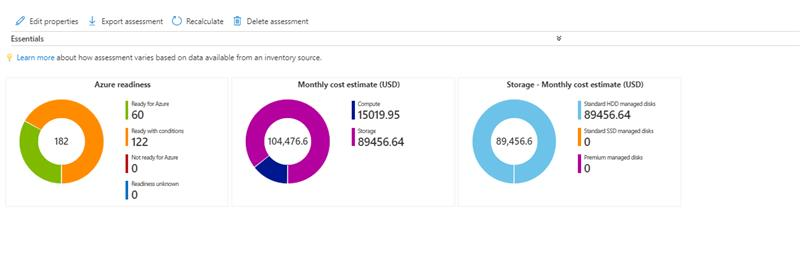 Edit properties Export assessment Recalculate Delete assessment
Essentials
Learn more about how assessment varies based on data available from an inventory source.
Azure readiness
182
Ready for Azure
60
Ready with conditions
122
Not ready for Azure
0
Readiness unknown
0
Monthly cost estimate (USD)
104,476.6
Compute
15019.95
Storage
89456.64
Storage - Monthly cost estimate (USD)
89,456.6
Standard HDD managed disks
89456.64
Standard SSD managed disks
0
Premium managed disks
0